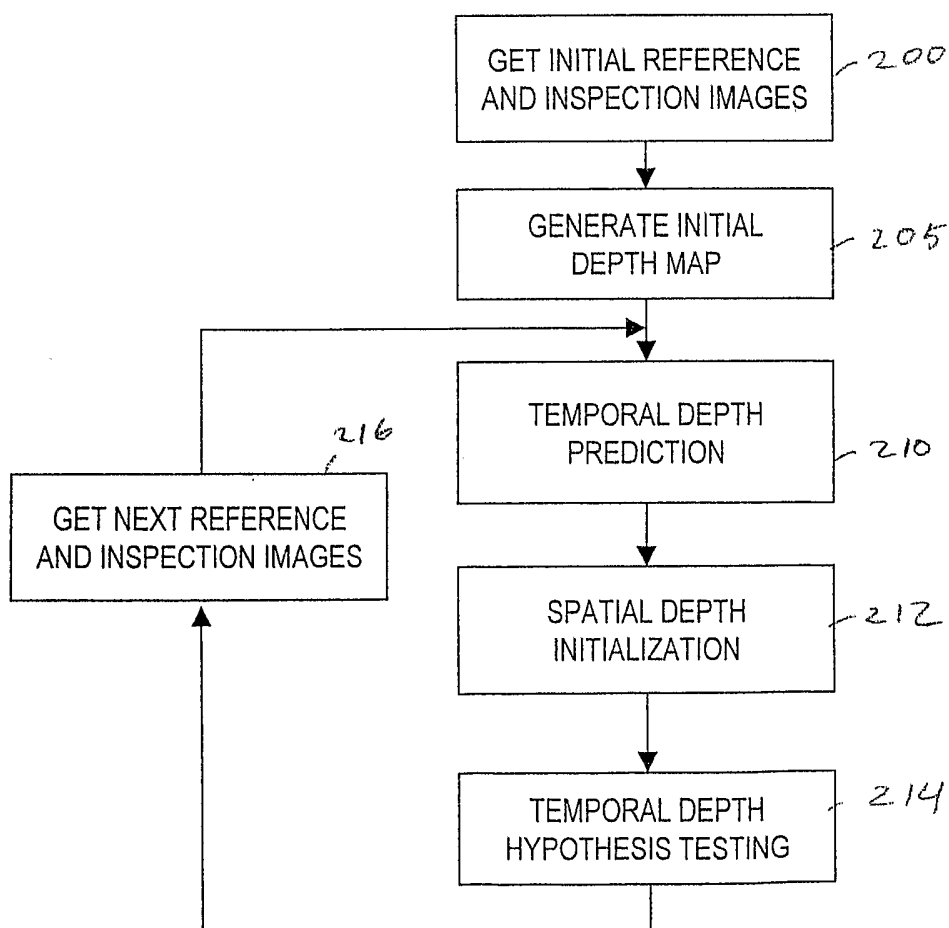 GET INITIAL REFERENCE
AND INSPECTION IMAGES
200
GENERATE INITIAL
DEPTH MAP
205
TEMPORAL DEPTH
PREDICTION
210
216
GET NEXT REFERENCE
AND INSPECTION IMAGES
SPATIAL DEPTH
INITIALIZATION
212
TEMPORAL DEPTH
HYPOTHESIS TESTING
214